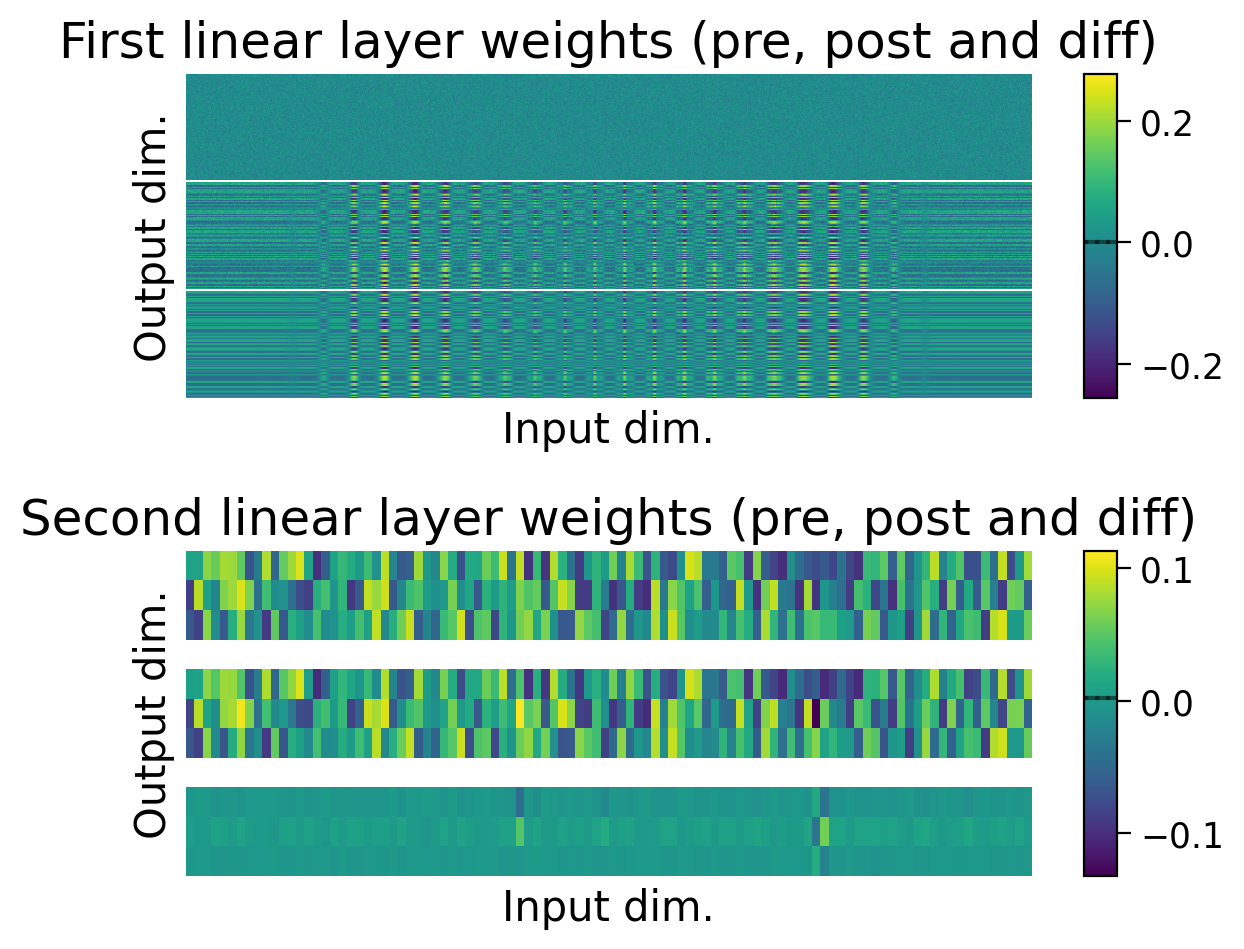 First linear layer weights (pre, post and diff)
Output dim.
0.2
0.0
−0.2
Input dim.
Second linear layer weights (pre, post and diff)
Output dim.
0.1
0.0
−0.1
Input dim.